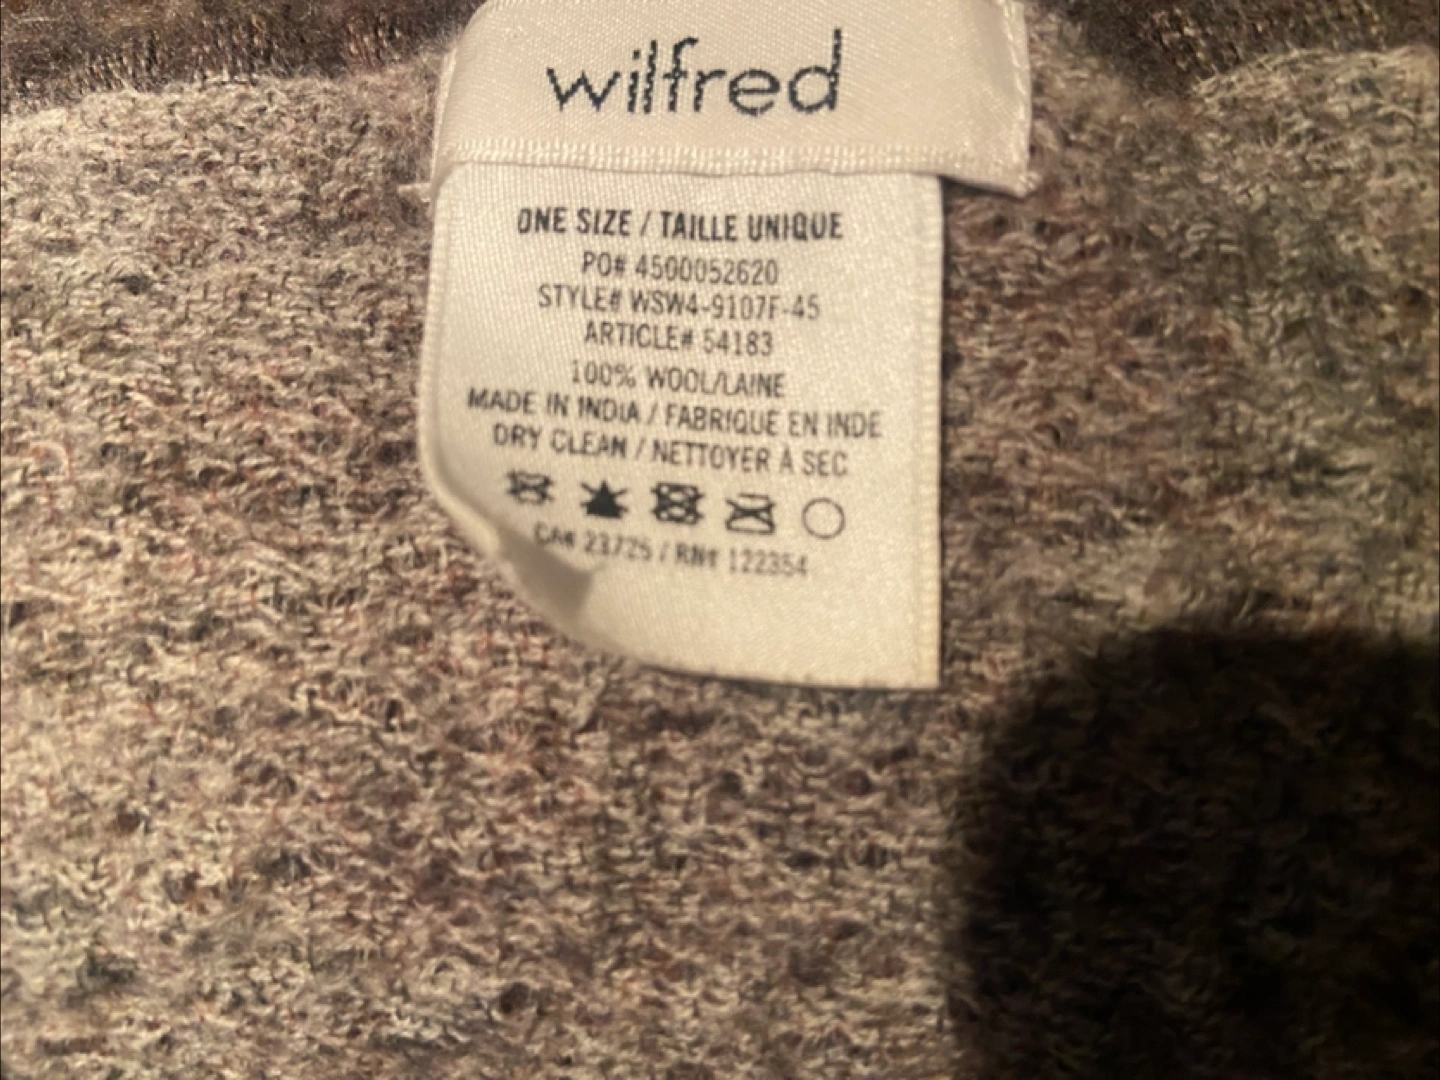 wilfred
ONE SIZE / TAILLE UNIQUE
PO# 4500052620
STYLE# WSW4-9107F-45
ARTICLE# 54183
100% WOOL/LAINE
MADE IN INDIA / FABRIQUÉ EN INDE
DRY CLEAN / NETTOYER À SEC
CA# 23725 / RN# 122354